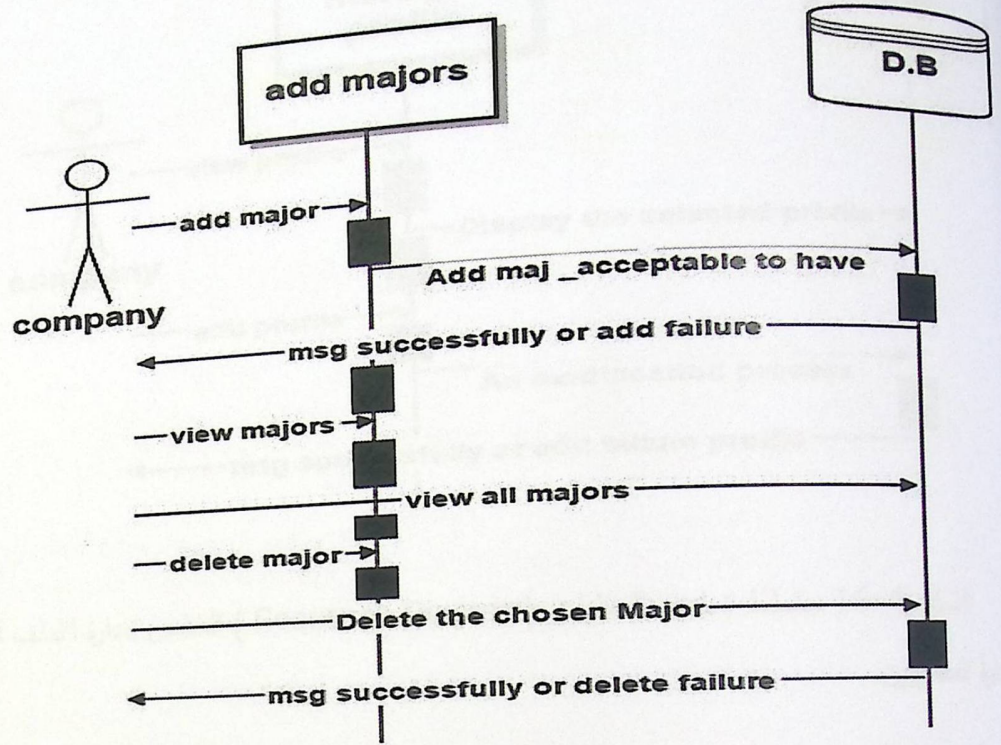 add majors
D.B
add major
Add maj _acceptable to have
company
msg successfully or add failure
view majors
view all majors
delete major
Delete the chosen Major
msg successfully or delete failure